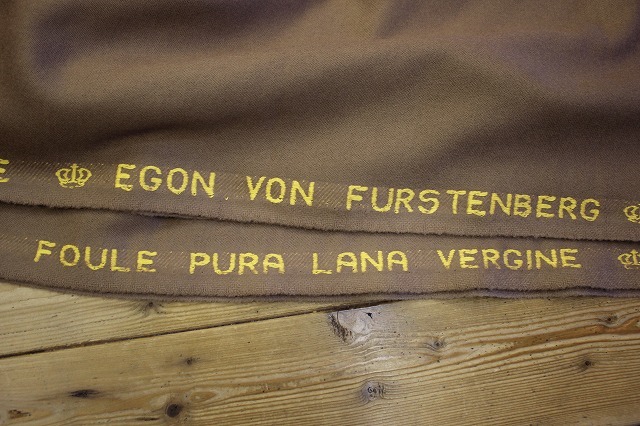 E EGON VON FURSTENBERG
FOULE PURA LANA VERGINE